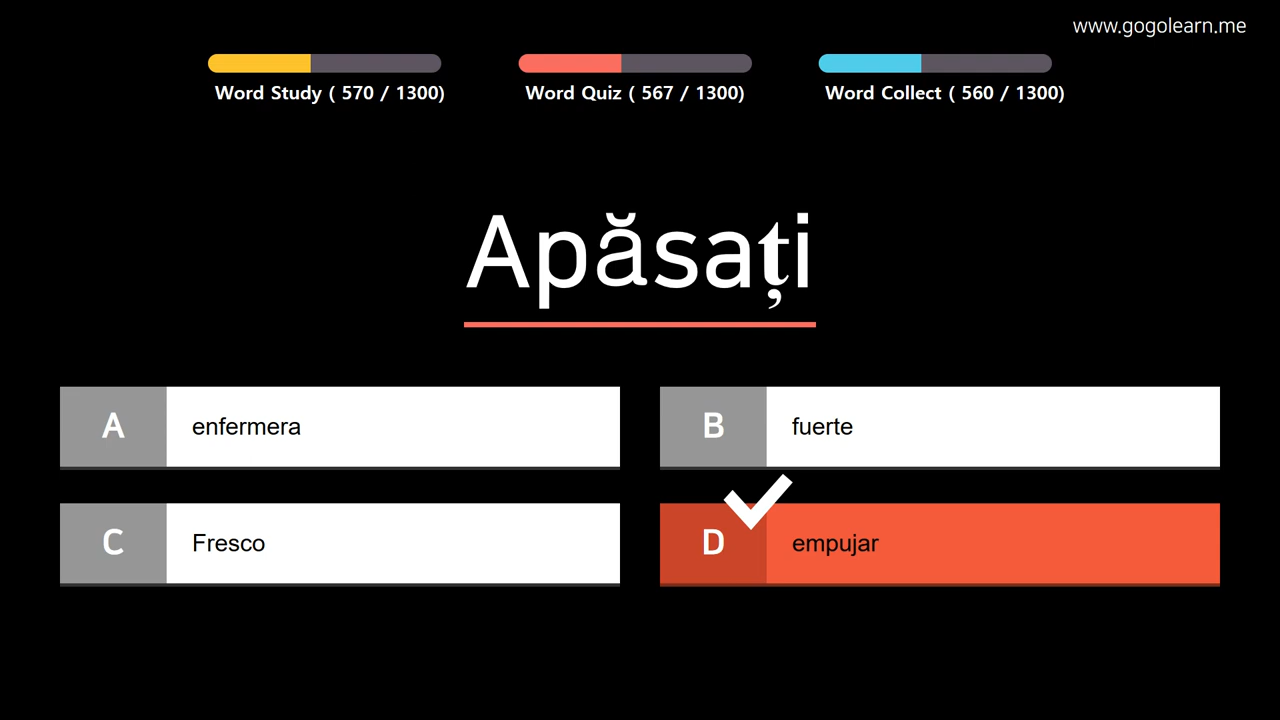 www.gogolearn.me
Word Study ( 570 / 1300)
Word Quiz ( 567 / 1300)
Word Collect ( 560 / 1300)
Apăsați
A enfermera
B fuerte
C Fresco
D empujar